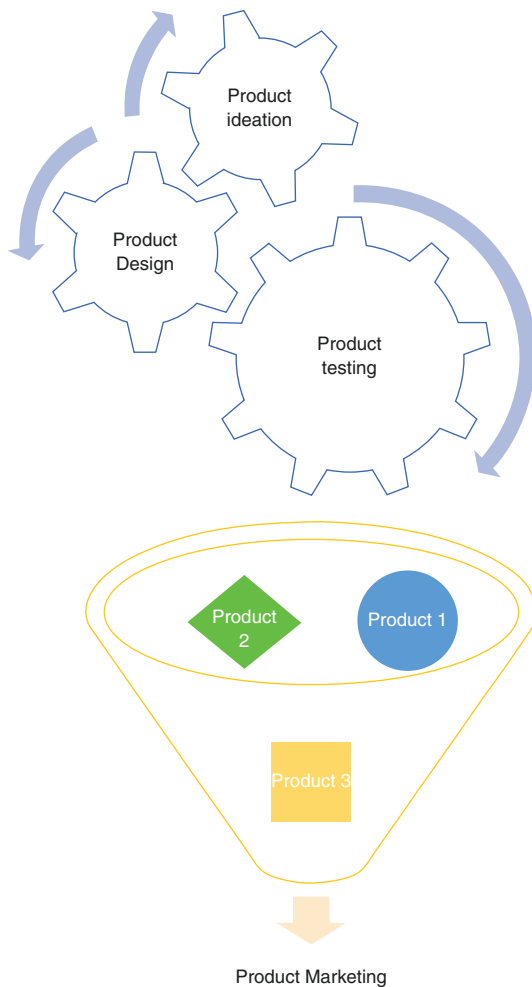 Product
ideation
Product
Design
Product
testing
Product
2
Product 1
Product 3
Product Marketing